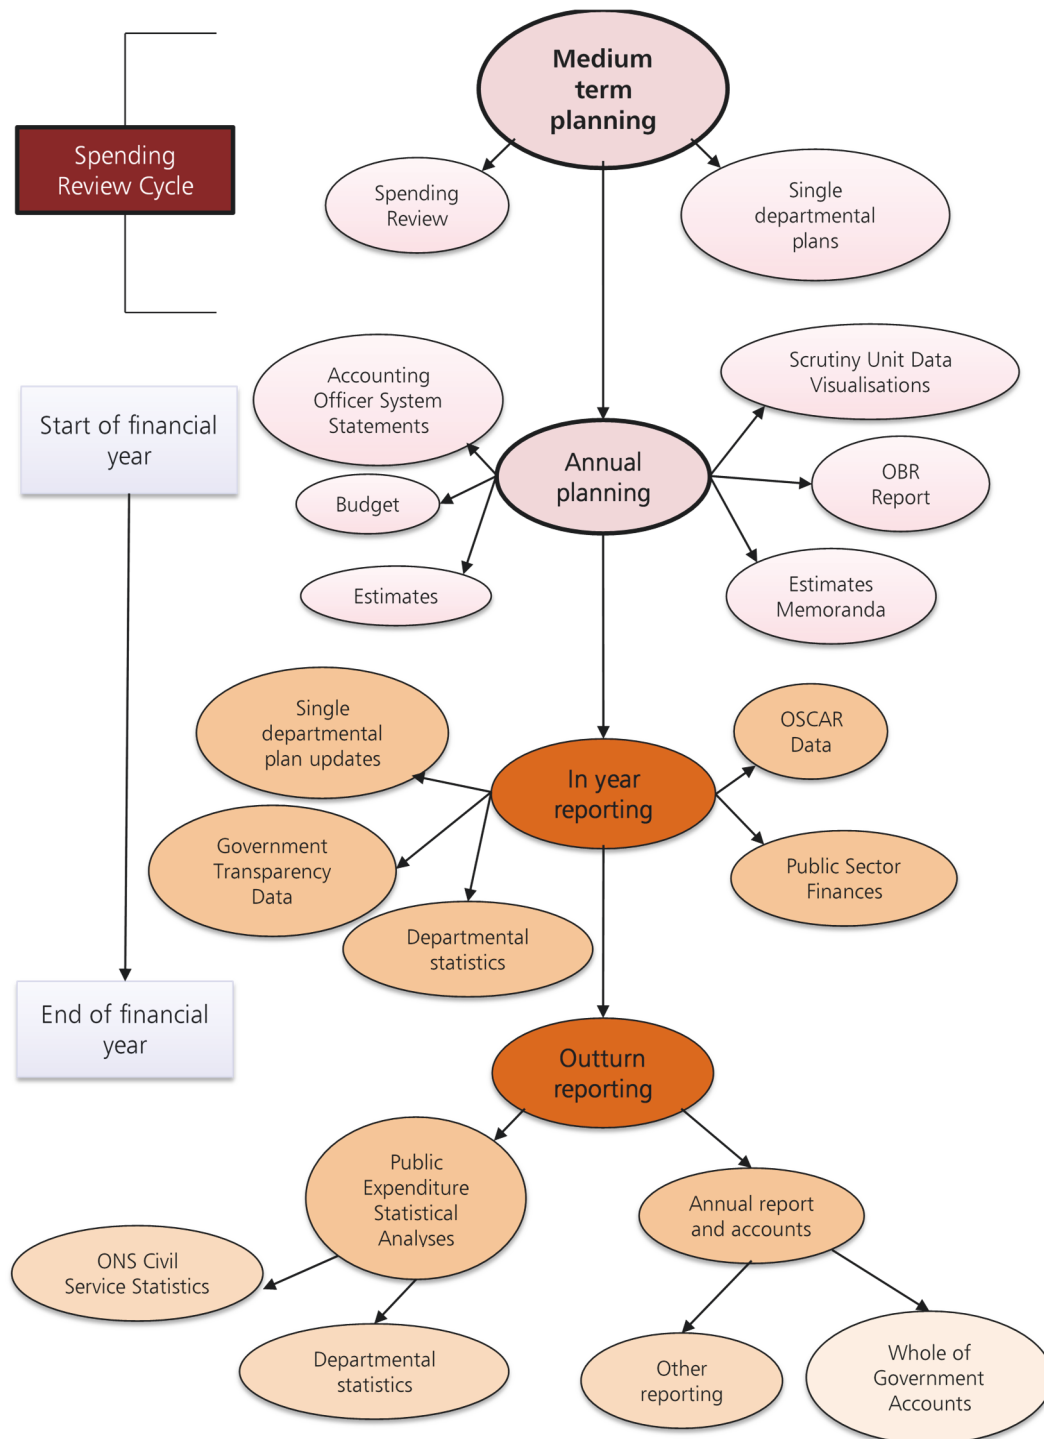 Medium
term
planning
Spending
Review Cycle
Spending
Review
Single
departmental
plans
Accounting
Officer System
Statements
Scrutiny Unit Data
Visualisations
Start of financial
year
Annual
planning
Budget
OBR
Report
Estimates
Estimates
Memoranda
Single
departmental
plan updates
OSCAR
Data
In year
reporting
Government
Transparency
Data
Public Sector
Finances
Departmental
statistics
End of financial
year
Outturn
reporting
Public
Expenditure
Statistical
Analyses
Annual report
and accounts
ONS Civil
Service Statistics
Departmental
statistics
Other
reporting
Whole of
Government
Accounts